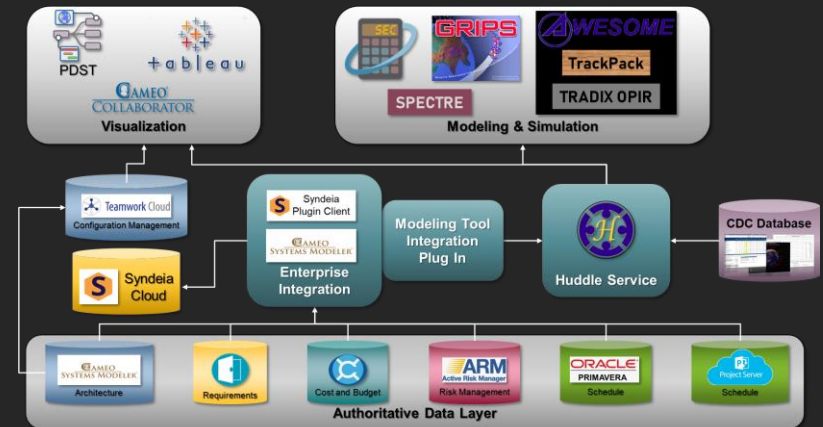 PDST
+ a b l e a u
CAMEO
COLLABORATOR
Visualization
SEC
GRIPS
SPECTRE
AWESOME
TrackPack
TRADIX OPIR
Modeling & Simulation
Teamwork Cloud
Configuration Management
S
Syndeia
Cloud
S
Syndeia
Plugin Client
CAMEO
SYSTEMS MODELER
Enterprise
Integration
Modeling Tool
Integration
Plug In
H
Huddle Service
CDC Database
CAMEO
SYSTEMS MODELER
Architecture
Requirements
Cost and Budget
ARM
Active Risk Manager
Risk Management
ORACLE
PRIMAVERA
Schedule
P
Project Server
Schedule
Authoritative Data Layer